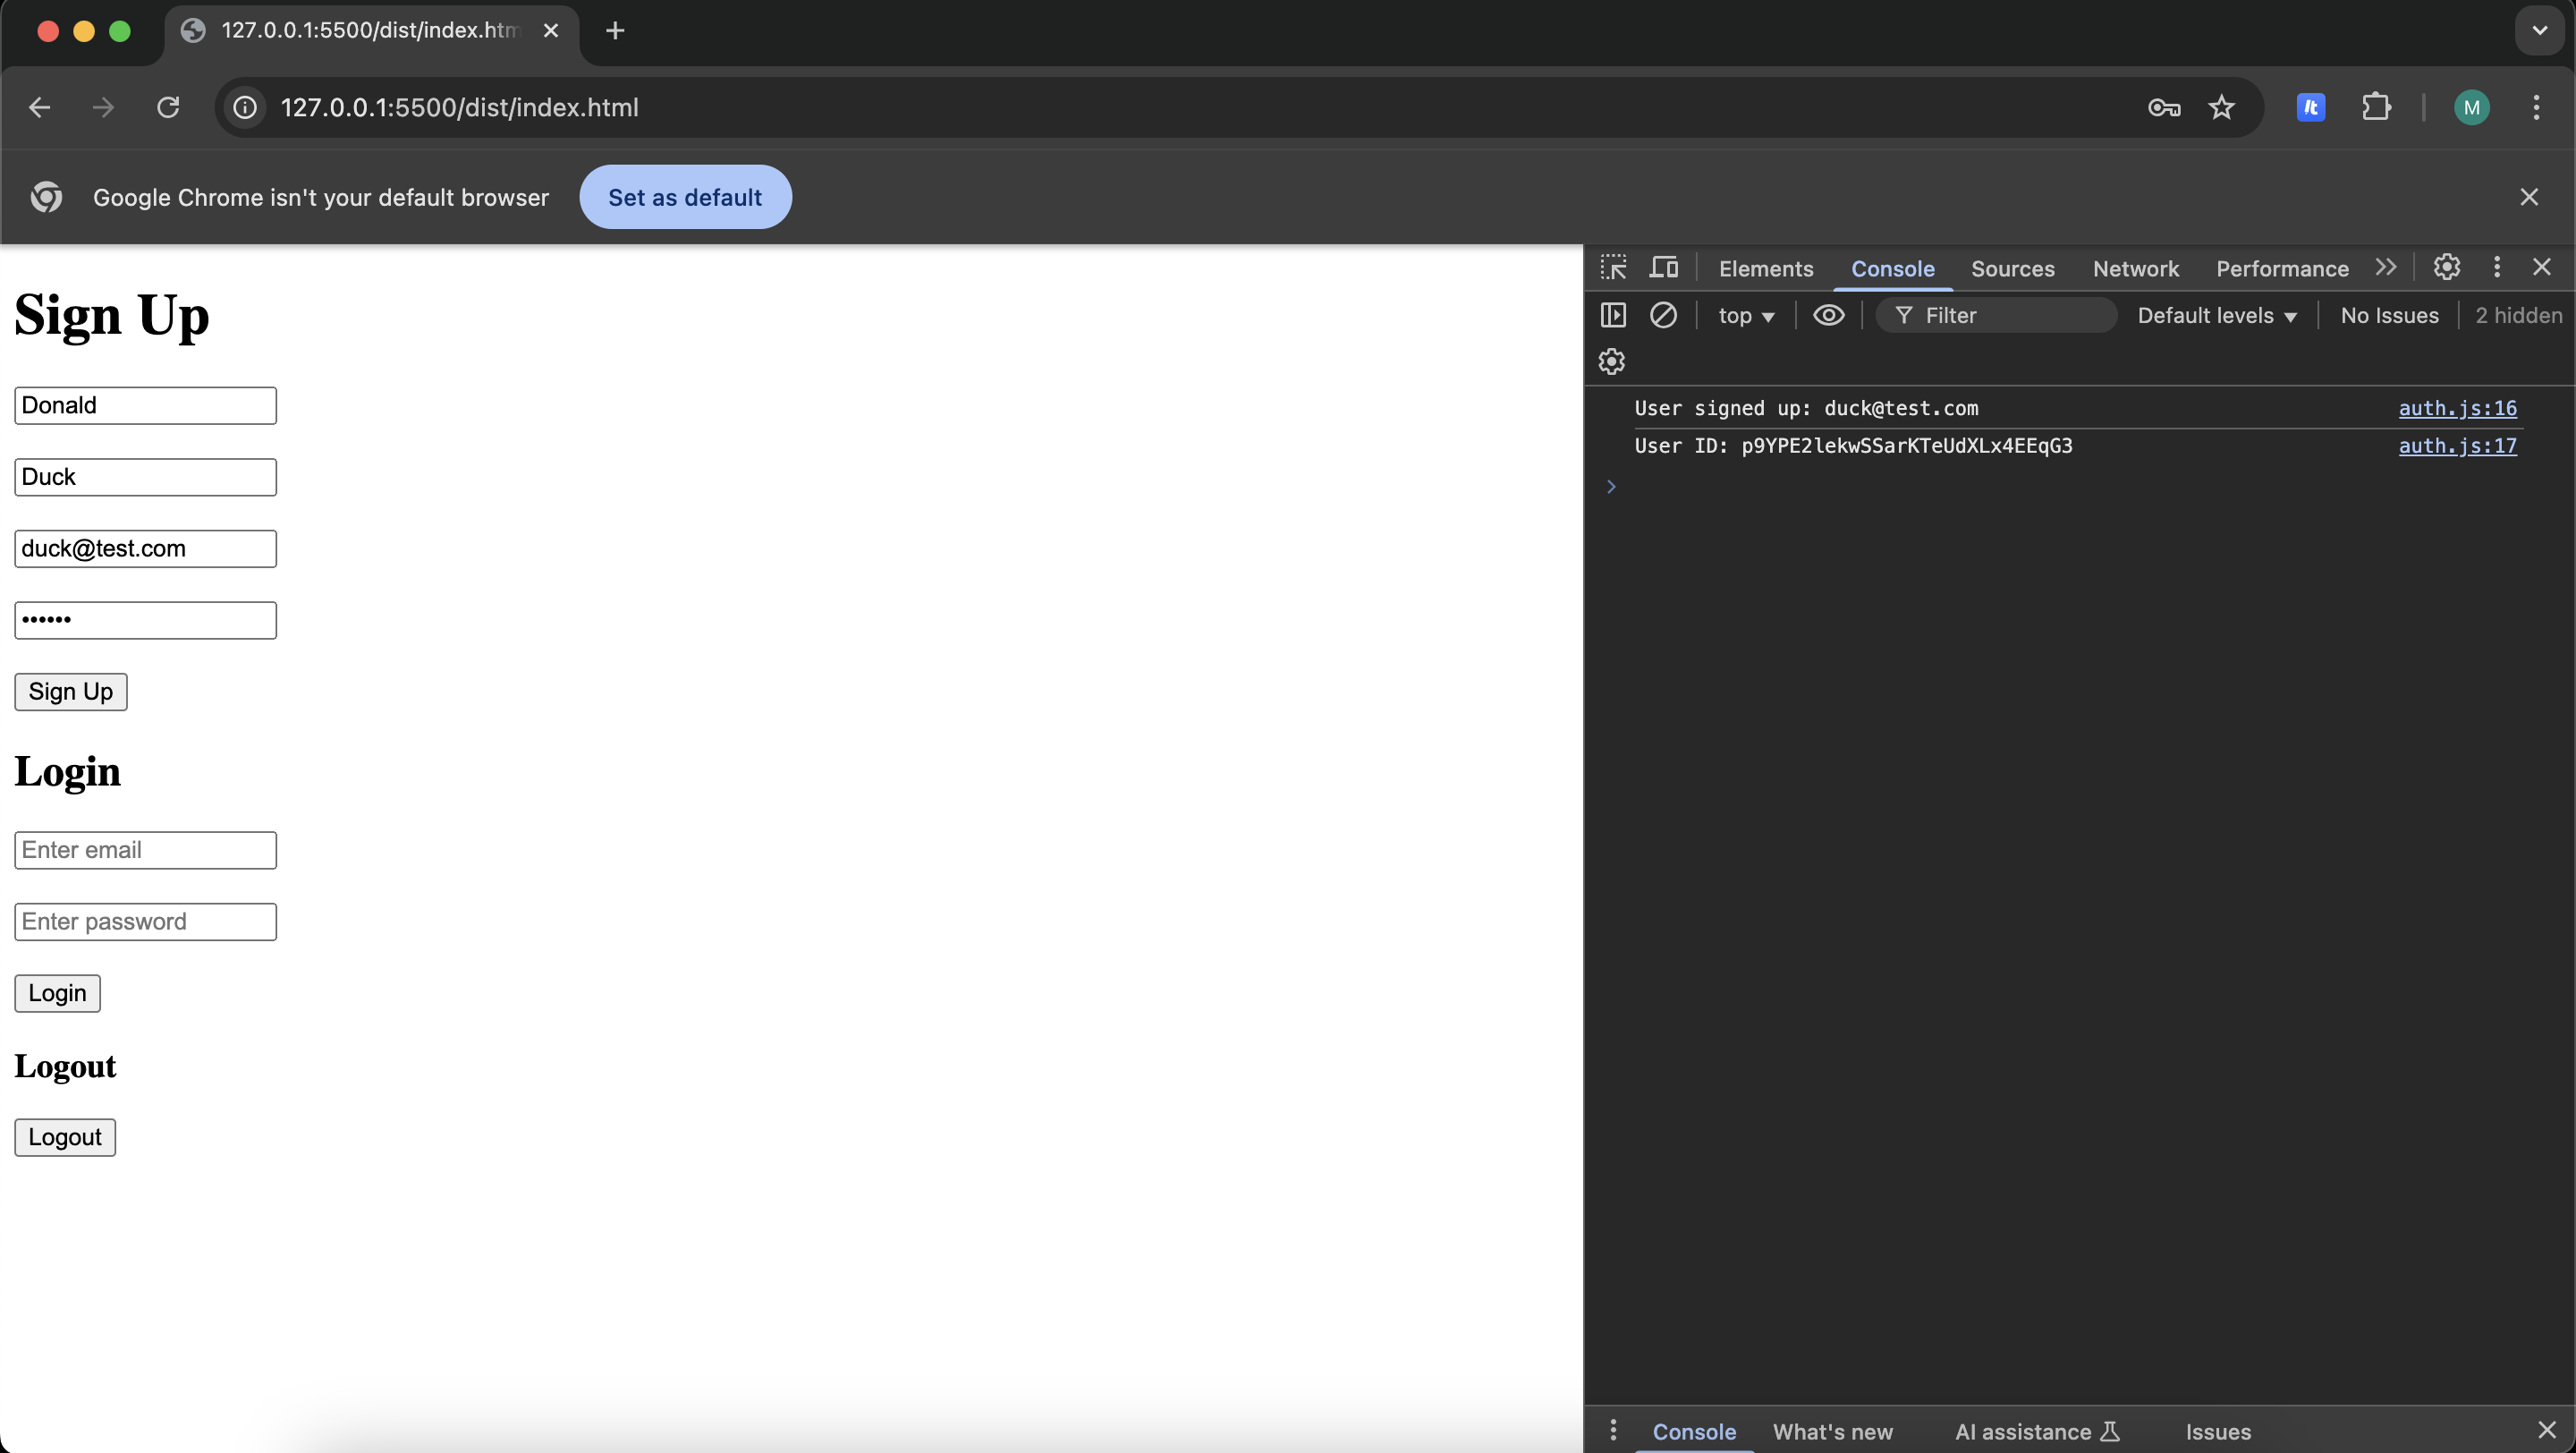 127.0.0.1:5500/dist/index.htm
127.0.0.1:5500/dist/index.html
M
Google Chrome isn't your default browser
Set as default
Sign Up
Donald
Duck
duck@test.com
••••••
Sign Up
Login
Enter email
Enter password
Login
Logout
Logout
Elements
Console
Sources
Network
Performance
top
Filter
Default levels
No Issues
2 hidden
User signed up: duck@test.com auth.js:16
User ID: p9YPE2lekwSSarKTeUdXLx4EEqG3 auth.js:17
Console
What's new
AI assistance
Issues